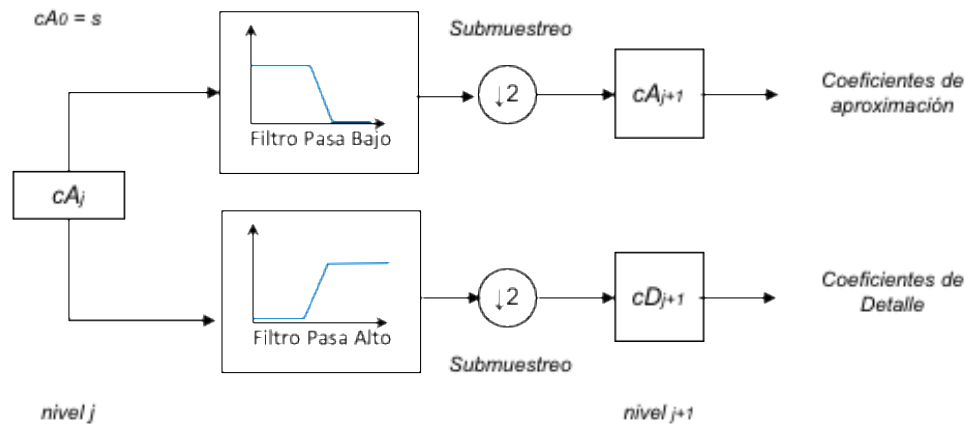 cA0 = s
Submuestreo
Filtro Pasa Bajo
↓2
cAj+1
Coeficientes de
aproximación
cAj
Filtro Pasa Alto
↓2
cDj+1
Coeficientes de
Detalle
Submuestreo
nivel j
nivel j+1